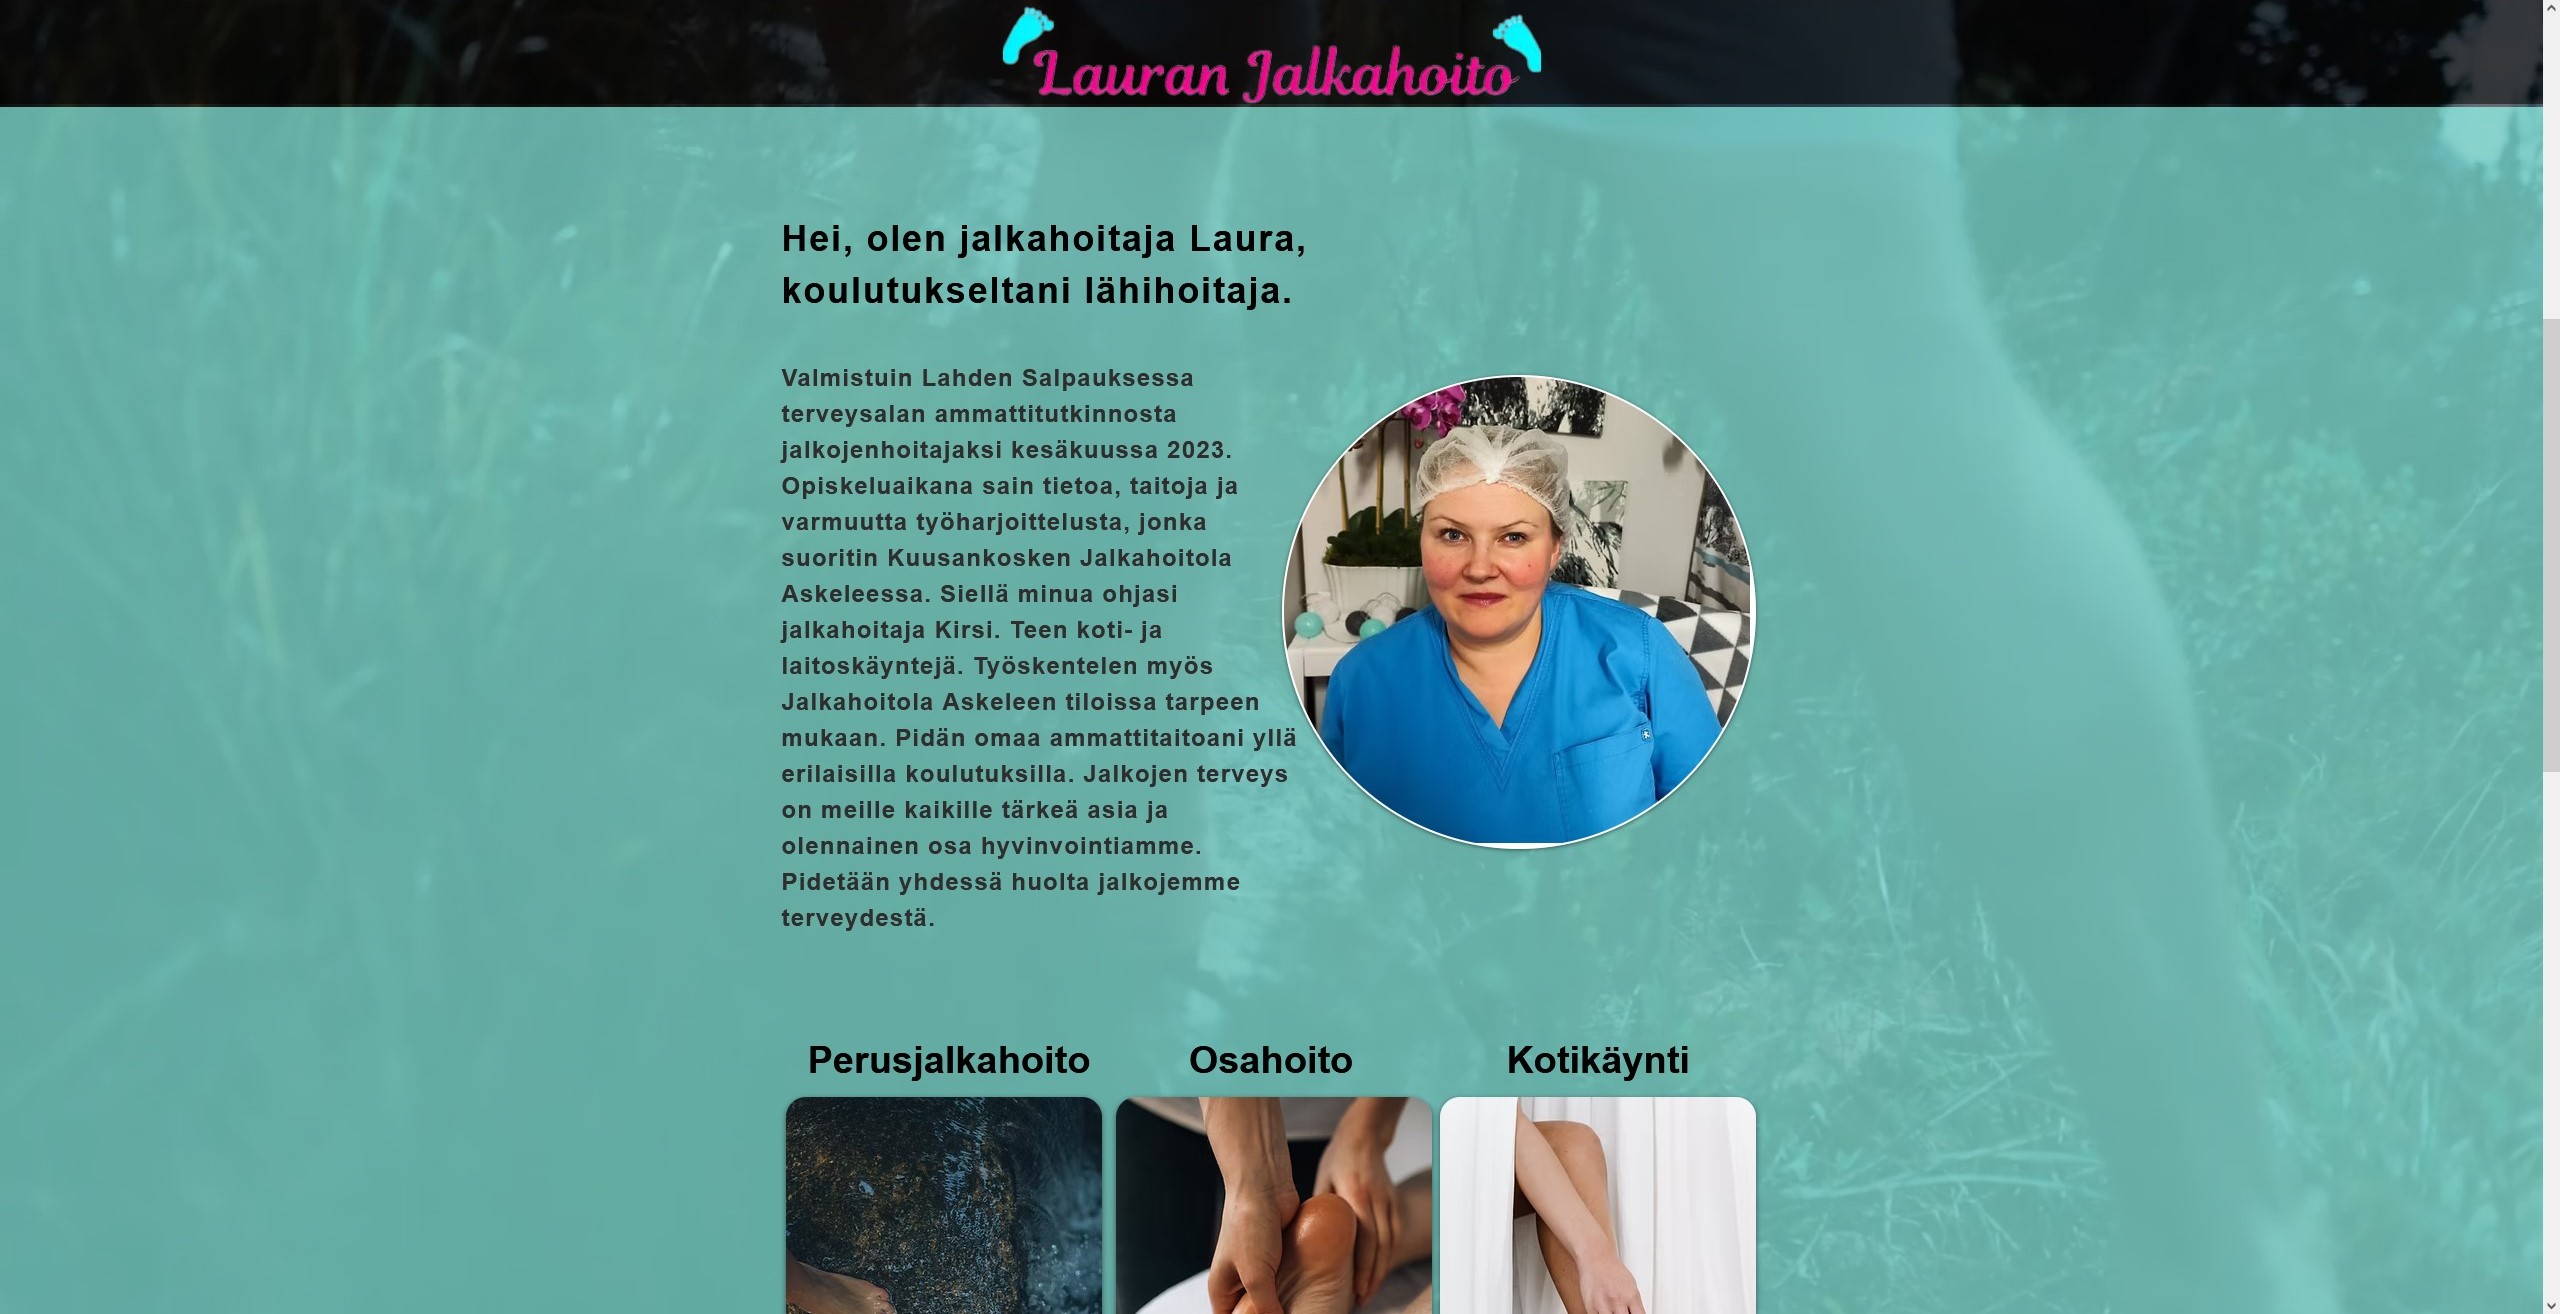 Lauran Jalkahoito
Hei, olen jalkahoitaja Laura,
koulutukseltani lähihoitaja.
Valmistuin Lahden Salpauksessa
terveysalan ammattitutkinnosta
jalkojenhoitajaksi kesäkuussa 2023.
Opiskeluaikana sain tietoa, taitoja ja
varmuutta työharjoittelusta, jonka
suoritin Kuusankosken Jalkahoitola
Askeleessa. Siellä minua ohjasi
jalkahoitaja Kirsi. Teen koti- ja
laitoskäyntejä. Työskentelen myös
Jalkahoitola Askeleen tiloissa tarpeen
mukaan. Pidän omaa ammattitaitoani yllä
erilaisilla koulutuksilla. Jalkojen terveys
on meille kaikille tärkeä asia ja
olennainen osa hyvinvointiamme.
Pidetään yhdessä huolta jalkojemme
terveydestä.
Perusjalkahoito
Osahoito
Kotikäynti